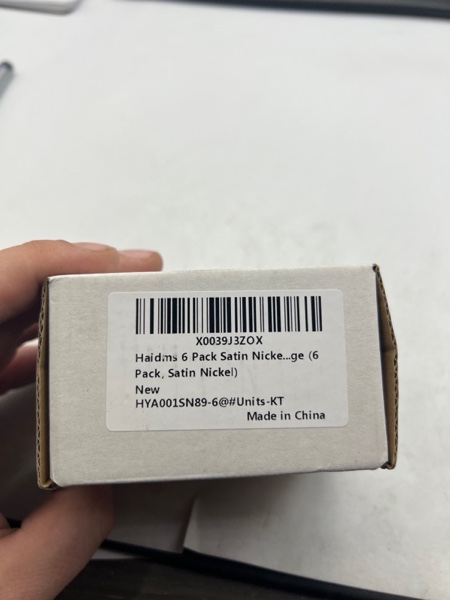 X0039J3ZOX
Haidms 6 Pack Satin Nicke...ge (6
Pack, Satin Nickel)
New
HYA001SN89-6@#Units-KT
Made in China